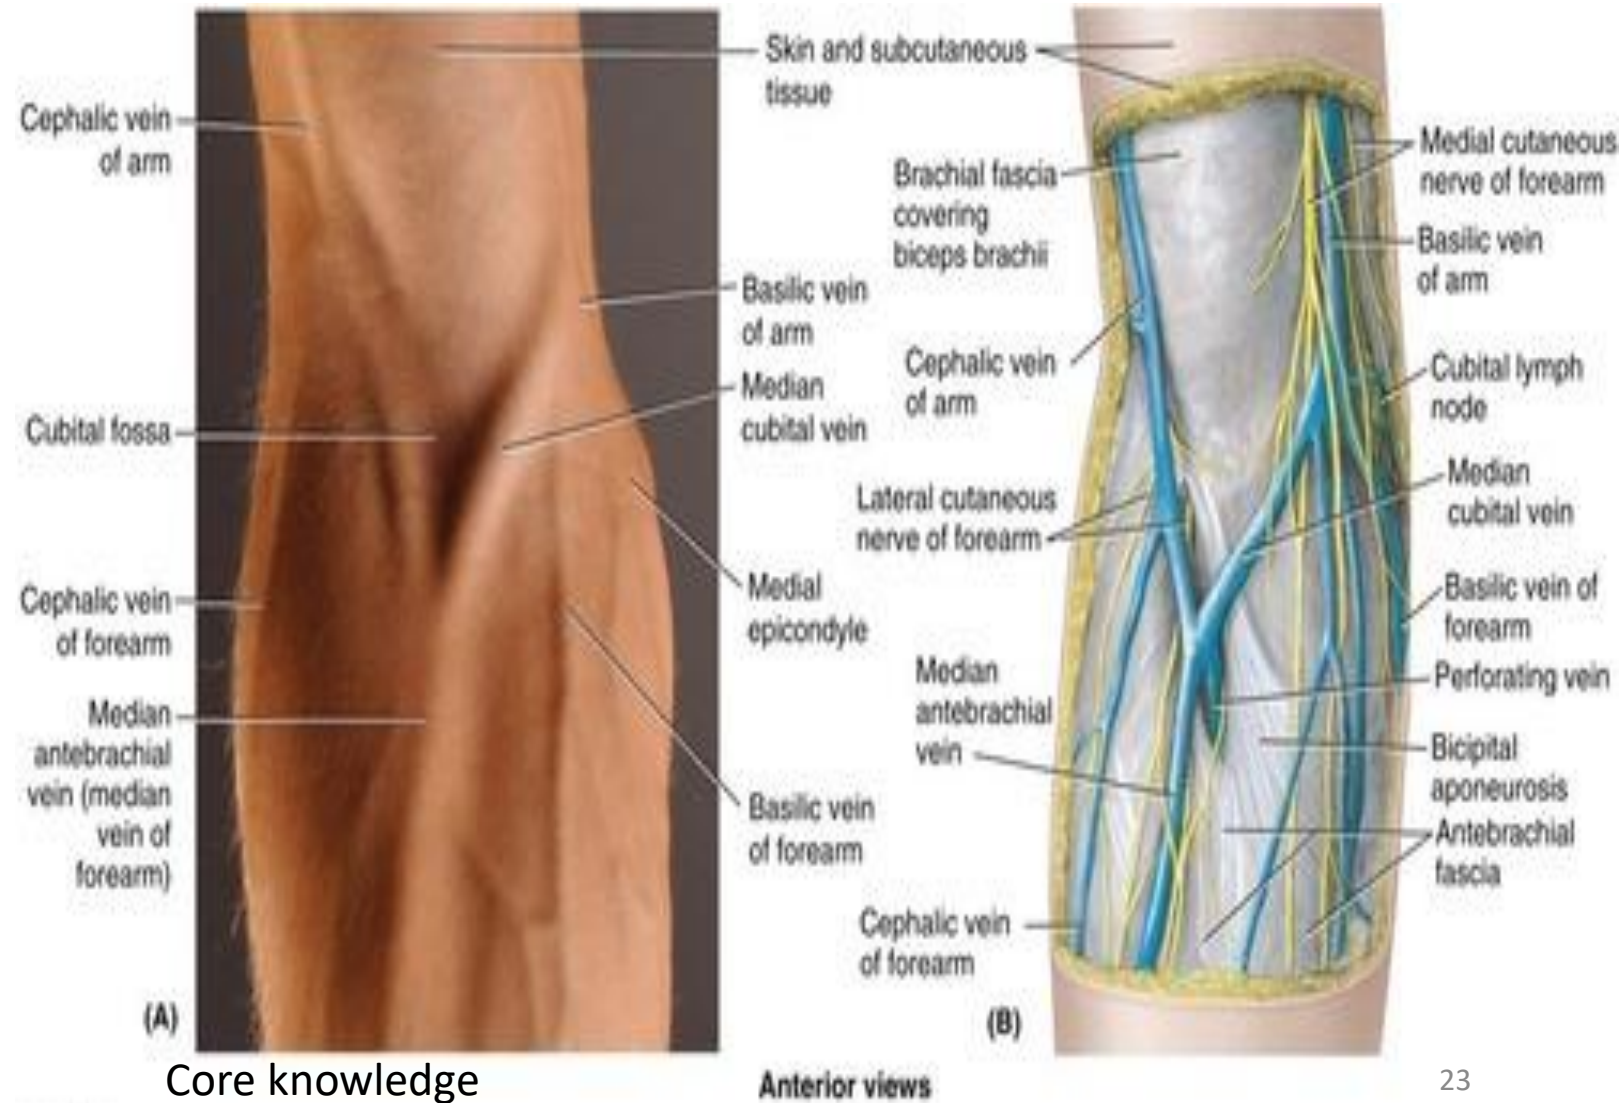 Skin and subcutaneous
tissue
Cephalic vein
of arm
Basilic vein
of arm
Median
cubital vein
Cubital fossa
Cephalic vein
of forearm
Medial
epicondyle
Median
antebrachial
vein (median
vein of
forearm)
Basilic vein
of forearm
(A)
Brachial fascia
covering
biceps brachii
Medial cutaneous
nerve of forearm
Basilic vein
of arm
Cephalic vein
of arm
Cubital lymph
node
Lateral cutaneous
nerve of forearm
Median
cubital vein
Basilic vein of
forearm
Median
antebrachial
vein
Perforating vein
Bicipital
aponeurosis
Antebrachial
fascia
Cephalic vein
of forearm
(B)
Core knowledge
Anterior views
23